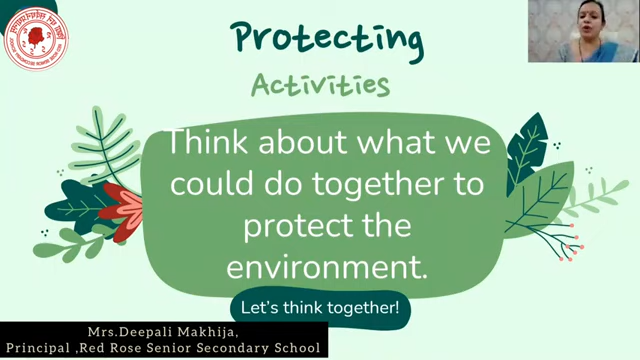 Protecting
Activities
Think about what we
could do together to
protect the
environment.
Let's think together!
Mrs.Deepali Makhija,
Principal ,Red Rose Senior Secondary School